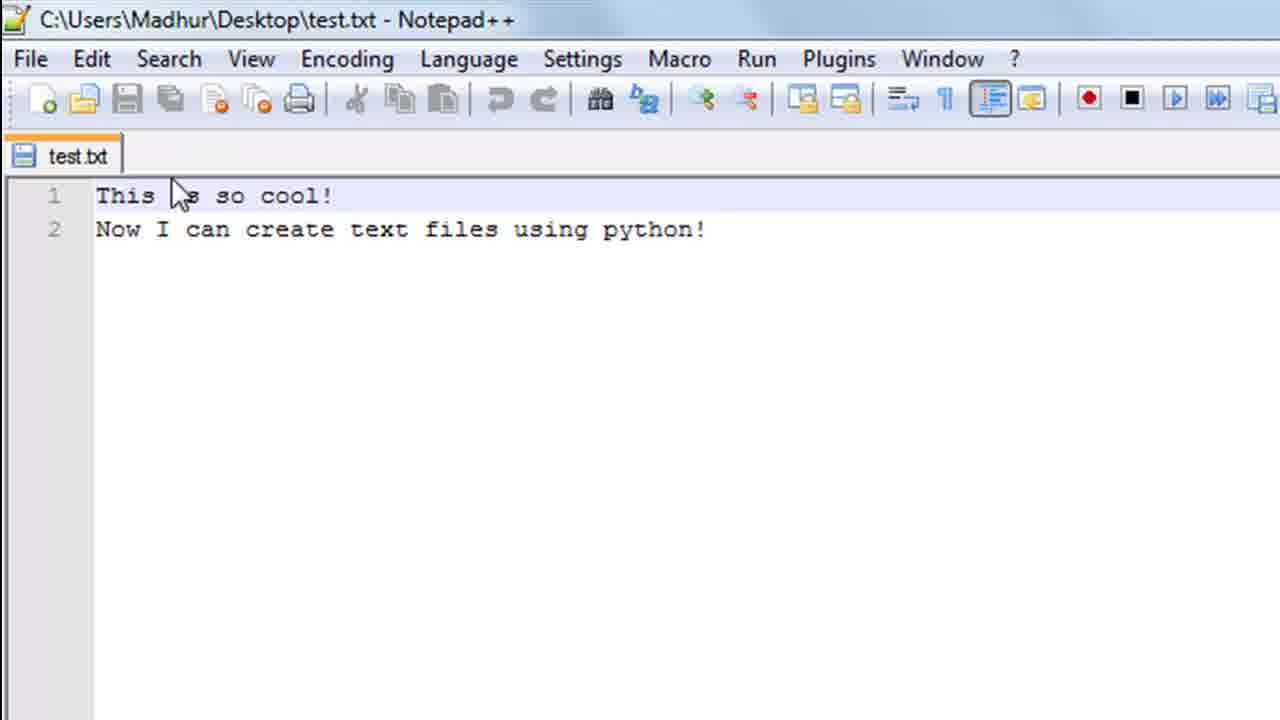 C:\Users\Madhur\Desktop\test.txt - Notepad++
File Edit Search View Encoding Language Settings Macro Run Plugins Window ?
test.txt
1 This is so cool!
2 Now I can create text files using python!